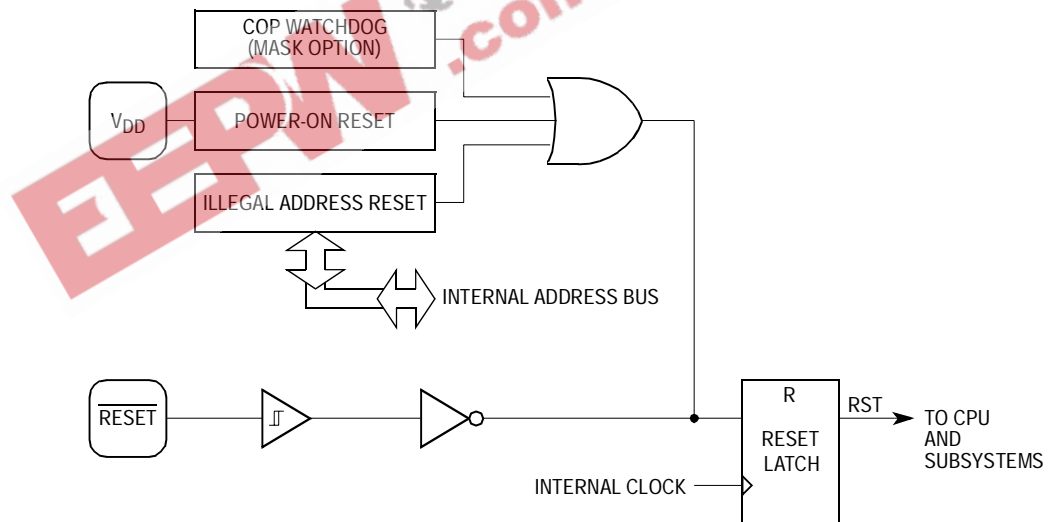 COP WATCHDOG
(MASK OPTION)
VDD
POWER-ON RESET
ILLEGAL ADDRESS RESET
INTERNAL ADDRESS BUS
RESET
R
RESET
LATCH
RST
TO CPU
AND
SUBSYSTEMS
INTERNAL CLOCK
EEPW
.com